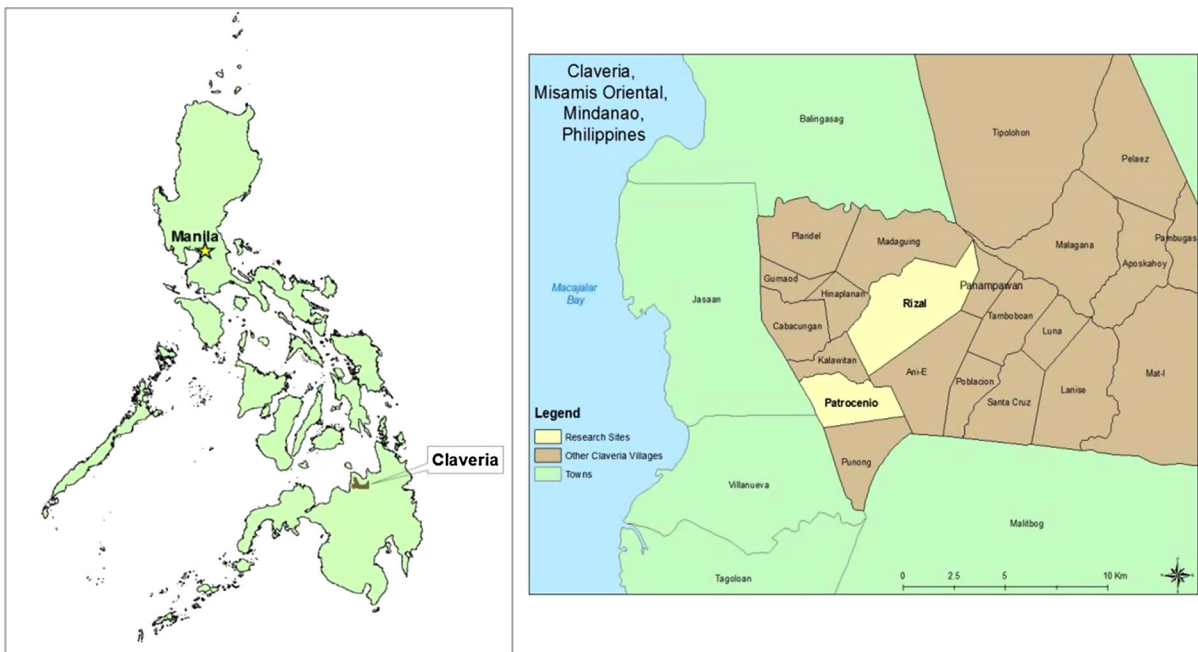 Manila
Claveria
Claveria,
Misamis Oriental,
Mindanao,
Philippines
Balingasag
Tipolohon
Pelaez
Plaridel
Madaguing
Malagana
Pambugas
Aposkahoy
Gumaod
Hinaplanan
Panampawan
Macajalar
Bay
Jasaan
Rizal
Tamboboan
Cabacungan
Luna
Kalawitan
Ani-E
Mat-I
Poblacion
Lanise
Patrocenio
Santa Cruz
Legend
Research Sites
Other Claveria Villages
Towns
Punong
Villanueva
Malitbog
Tagoloan
0 2.5 5 10 Km